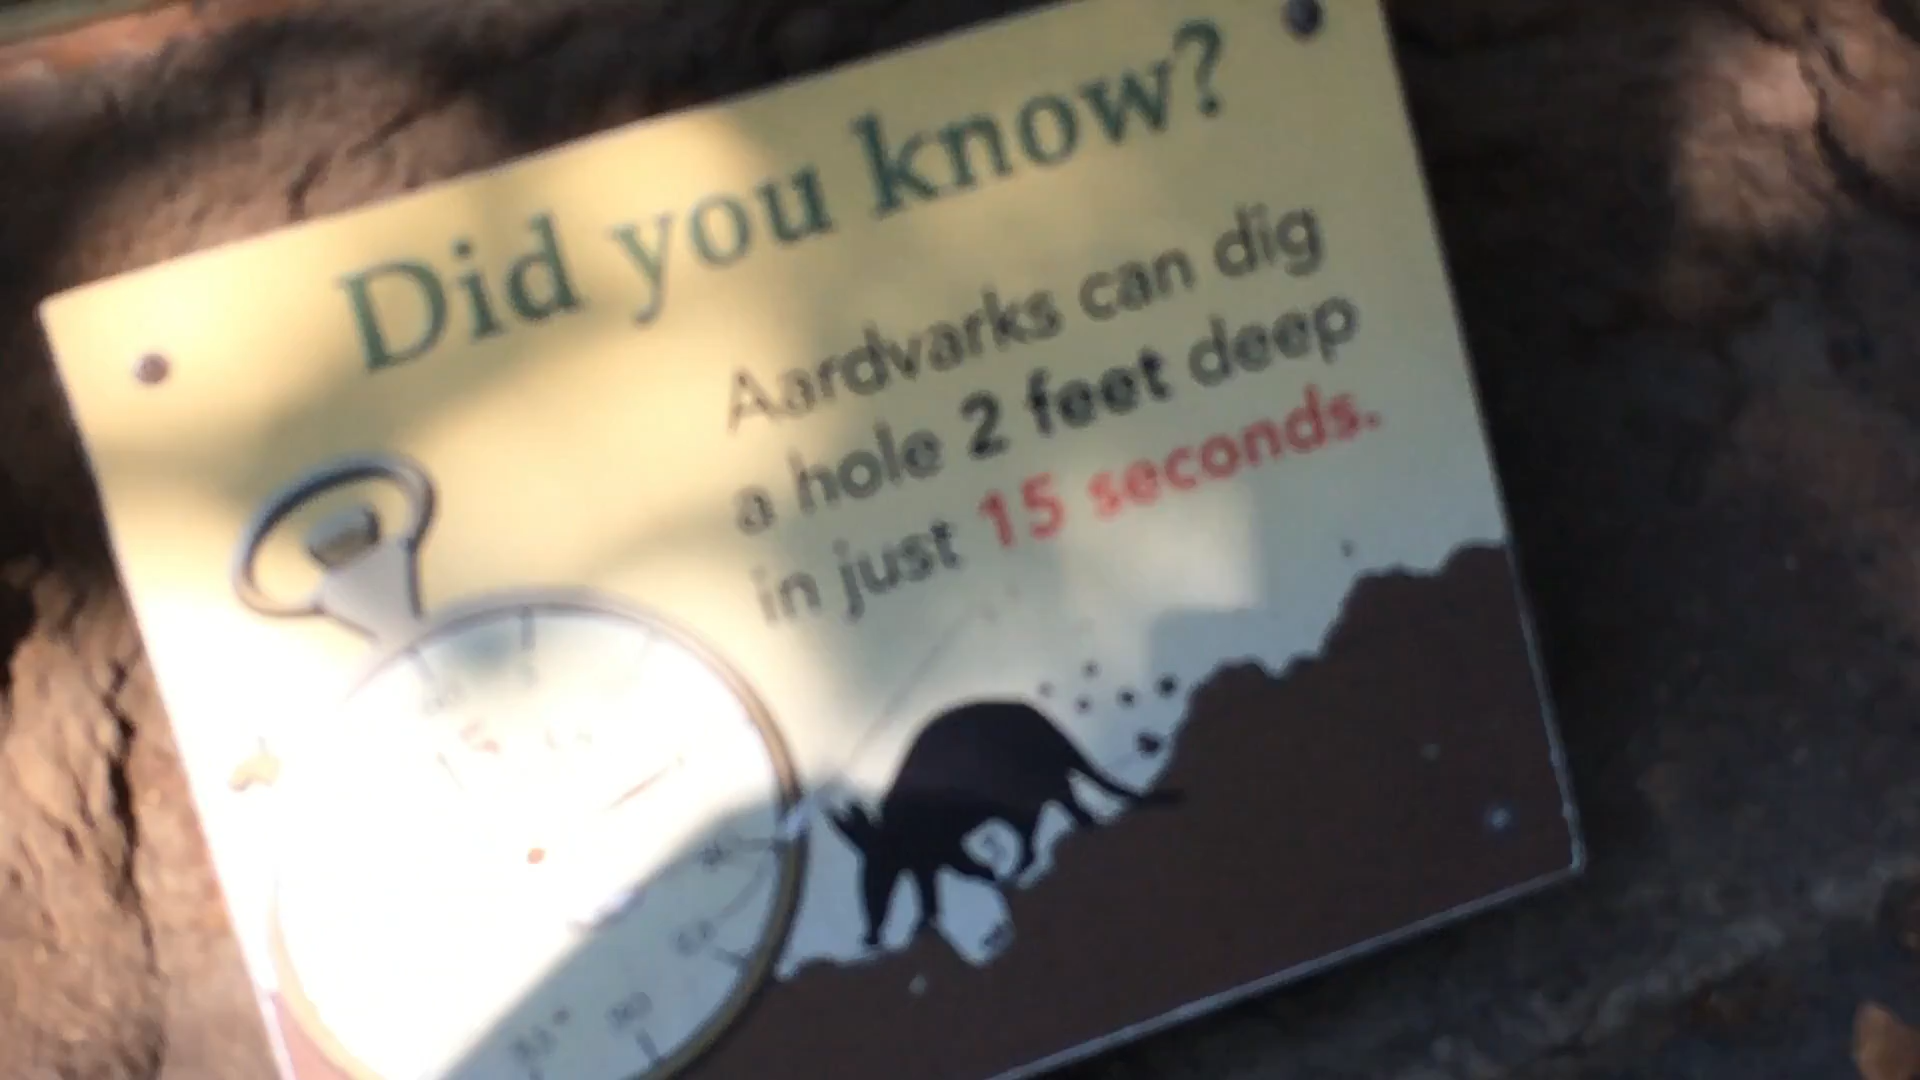 Did you know?
Aardvarks can dig
a hole 2 feet deep
in just 15 seconds.